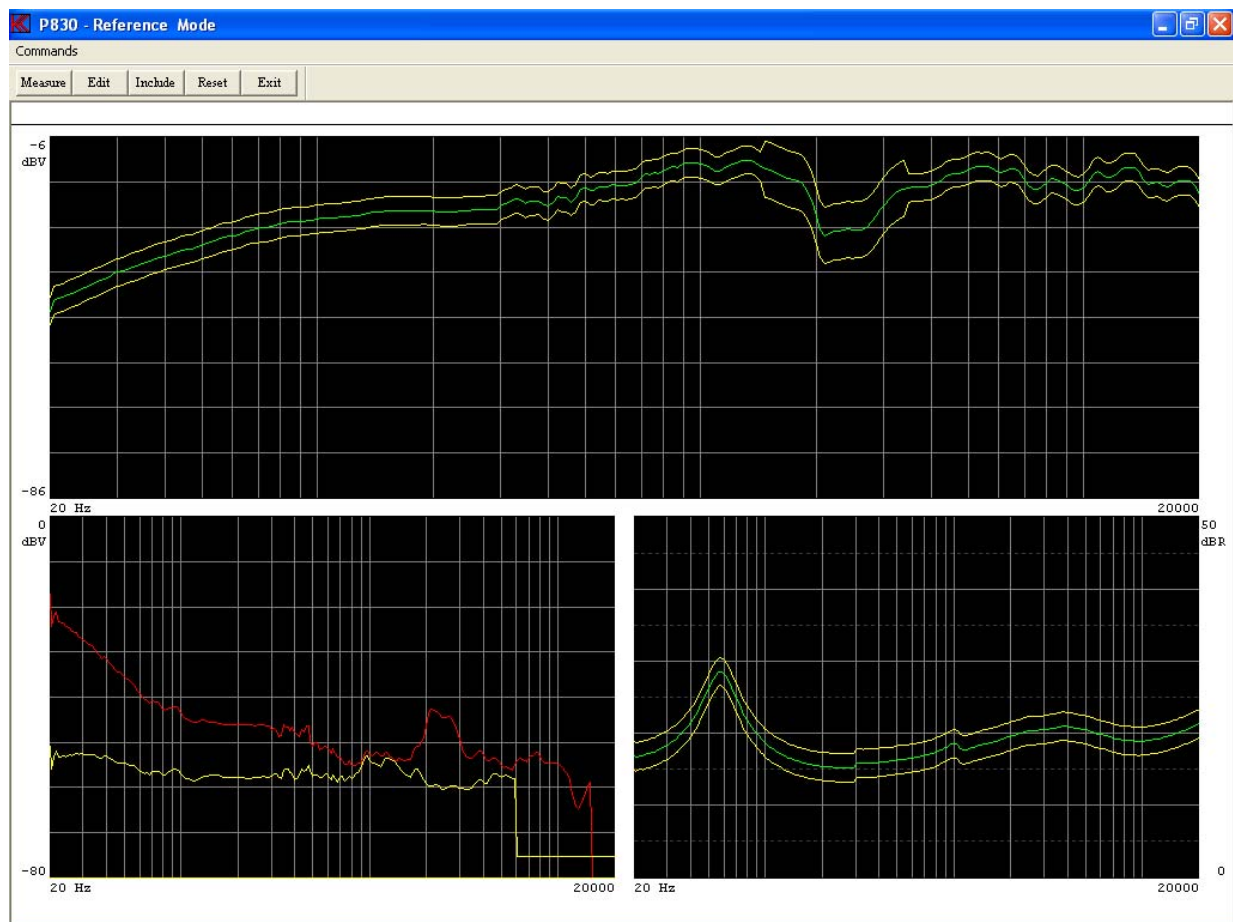 P830 - Reference Mode
Commands
Measure Edit Include Reset Exit
-6
dBV
-86
20 Hz 20000
0
dBV
-80
20 Hz 20000
50
dBR
0
20 Hz 20000